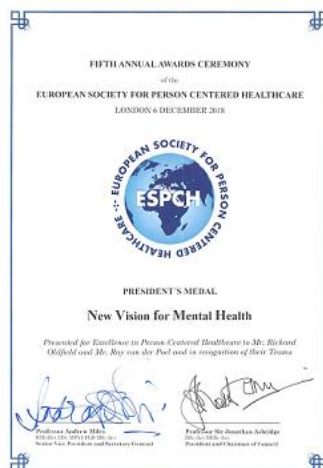 FIFTH ANNUAL AWARDS CEREMONY
of the
EUROPEAN SOCIETY FOR PERSON CENTERED HEALTHCARE
LONDON 6 DECEMBER 2018
EUROPEAN SOCIETY FOR PERSON CENTERED HEALTHCARE
ESPCH
PRESIDENT'S MEDAL
New Vision for Mental Health
Presented for Excellence in Person-Centered Healthcare to Mr. Richard
Oldfield and Mr. Roy van der Poel and in recognition of their Teams
Professor Andrew Miles
Senior Vice President and Secretary General
Professor Sir Jonathan Asbridge
President and Chairman of Council